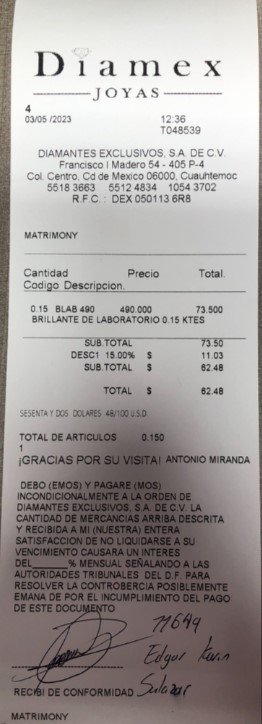 Diamex
JOYAS
4
03/05 /2023 12:36
T048539
DIAMANTES EXCLUSIVOS, S.A. DE C.V.
Francisco I Madero 54 - 405 P-4
Col. Centro, Cd de Mexico 06000, Cuauhtemoc
5518 3663 5512 4834 1054 3702
R.F.C. : DEX 050113 6R8
MATRIMONY
Cantidad Precio Total.
Codigo Descripcion.
0.15 BLAB 490 490.000 73.500
BRILLANTE DE LABORATORIO 0.15 KTES
SUB.TOTAL 73.50
DESC1 15.00% $ 11.03
SUB.TOTAL $ 62.48
TOTAL $ 62.48
SESENTA Y DOS DOLARES 48/100 U.S.D.
TOTAL DE ARTICULOS 0.150
1
¡GRACIAS POR SU VISITA! ANTONIO MIRANDA
DEBO (EMOS) Y PAGARE (MOS)
INCONDICIONALMENTE A LA ORDEN DE
DIAMANTES EXCLUSIVOS, S.A. DE C.V. LA
CANTIDAD DE MERCANCIAS ARRIBA DESCRITA
Y RECIBIDA A MI (NUESTRA) ENTERA
SATISFACCION DE NO LIQUIDARSE A SU
VENCIMIENTO CAUSARA UN INTERES
DEL______% MENSUAL SEÑALANDO A LAS
AUTORIDADES TRIBUNALES DEL D.F. PARA
RESOLVER LA CONTROBERCIA POSIBLEMENTE
EMANA DE POR EL INCUMPLIMIENTO DEL PAGO
DE ESTE DOCUMENTO
Edgar Kevin
RECIBI DE CONFORMIDAD Salazar
MATRIMONY